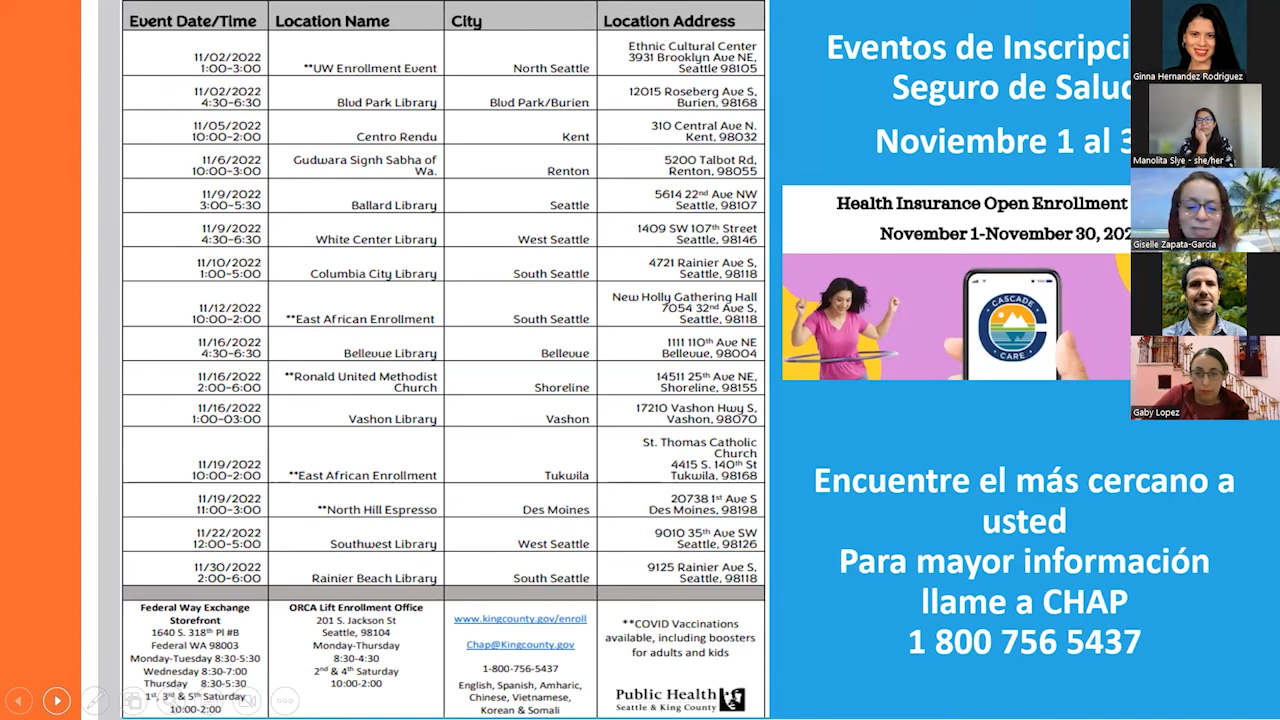 Event Date/Time Location Name City Location Address
11/02/2022
1:00-3:00
**UW Enrollment Event
North Seattle
Ethnic Cultural Center
3931 Brooklyn Ave NE,
Seattle 98105
11/02/2022
4:30-6:30
Blvd Park Library
Blvd Park/Burien
12015 Roseberg Ave S,
Burien, 98168
11/05/2022
10:00-2:00
Centro Rendu
Kent
310 Central Ave N.
Kent, 98032
11/6/2022
10:00-3:00
Gudwara Signh Sabha of
Wa.
Renton
5200 Talbot Rd,
Renton, 98055
11/9/2022
3:00-5:30
Ballard Library
Seattle
5614 22nd Ave NW
Seattle, 98107
11/9/2022
4:30-6:30
White Center Library
West Seattle
1409 SW 107th Street
Seattle, 98146
11/10/2022
1:00-5:00
Columbia City Library
South Seattle
4721 Rainier Ave S,
Seattle, 98118
11/12/2022
10:00-2:00
**East African Enrollment
South Seattle
New Holly Gathering Hall
7054 32nd Ave S,
Seattle, 98118
11/16/2022
4:30-6:30
Bellevue Library
Bellevue
1111 110th Ave NE
Bellevue, 98004
11/16/2022
2:00-6:00
**Ronald United Methodist
Church
Shoreline
14511 25th Ave NE,
Shoreline, 98155
11/16/2022
1:00-03:00
Vashon Library
Vashon
17210 Vashon Hwy S,
Vashon, 98070
11/19/2022
10:00-2:00
**East African Enrollment
Tukwila
St. Thomas Catholic
Church
4415 S. 140th St
Tukwila, 98168
11/19/2022
11:00-3:00
**North Hill Espresso
Des Moines
20738 1st Ave S
Des Moines, 98198
11/22/2022
12:00-5:00
Southwest Library
West Seattle
9010 35th Ave SW
Seattle, 98126
11/30/2022
2:00-6:00
Rainier Beach Library
South Seattle
9125 Rainier Ave S,
Seattle, 98118
Federal Way Exchange
Storefront
1640 S. 318th Pl #B
Federal WA 98003
Monday-Tuesday 8:30-5:30
Wednesday 8:30-7:00
Thursday 8:30-5:30
1st, 3rd & 5th Saturday
10:00-2:00
ORCA Lift Enrollment Office
201 S. Jackson St
Seattle, 98104
Monday-Thursday
8:30-4:30
2nd & 4th Saturday
10:00-2:00
www.kingcounty.gov/enroll
Chap@Kingcounty.gov
1-800-756-5437
English, Spanish, Amharic,
Chinese, Vietnamese,
Korean & Somali
**COVID Vaccinations
available, including boosters
for adults and kids
Public Health
Seattle & King County
Eventos de Inscripci
Seguro de Salud
Noviembre 1 al 3
Health Insurance Open Enrollment
November 1-November 30, 202
CASCADE
CARE
Encuentre el más cercano a
usted
Para mayor información
llame a CHAP
1 800 756 5437
Ginna Hernandez Rodriguez
Manolita Slye - she/her
Giselle Zapata-Garcia
Gaby Lopez